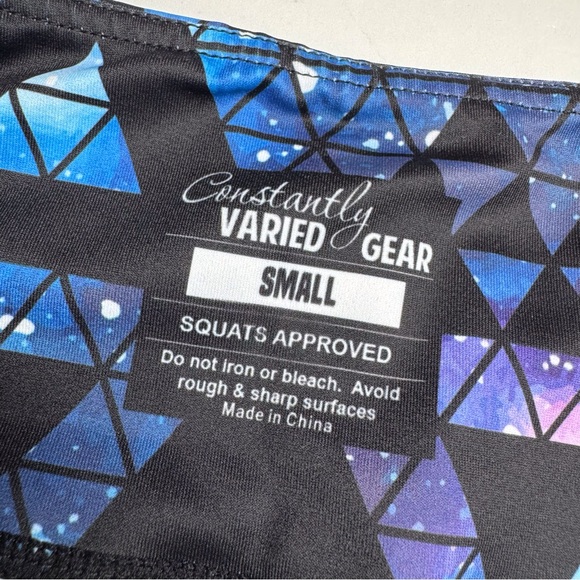 Constantly
VARIED GEAR
SMALL
SQUATS APPROVED
Do not iron or bleach. Avoid
rough & sharp surfaces
Made in China